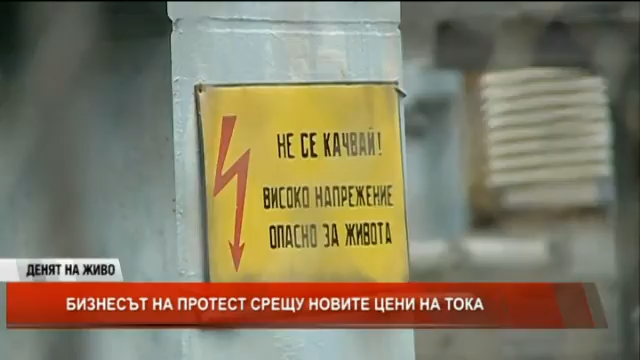 НЕ СЕ КАЧВАЙ!
ВИСОКО НАПРЕЖЕНИЕ
ОПАСНО ЗА ЖИВОТА
ДЕНЯТ НА ЖИВО
БИЗНЕСЪТ НА ПРОТЕСТ СРЕЩУ НОВИТЕ ЦЕНИ НА ТОКА